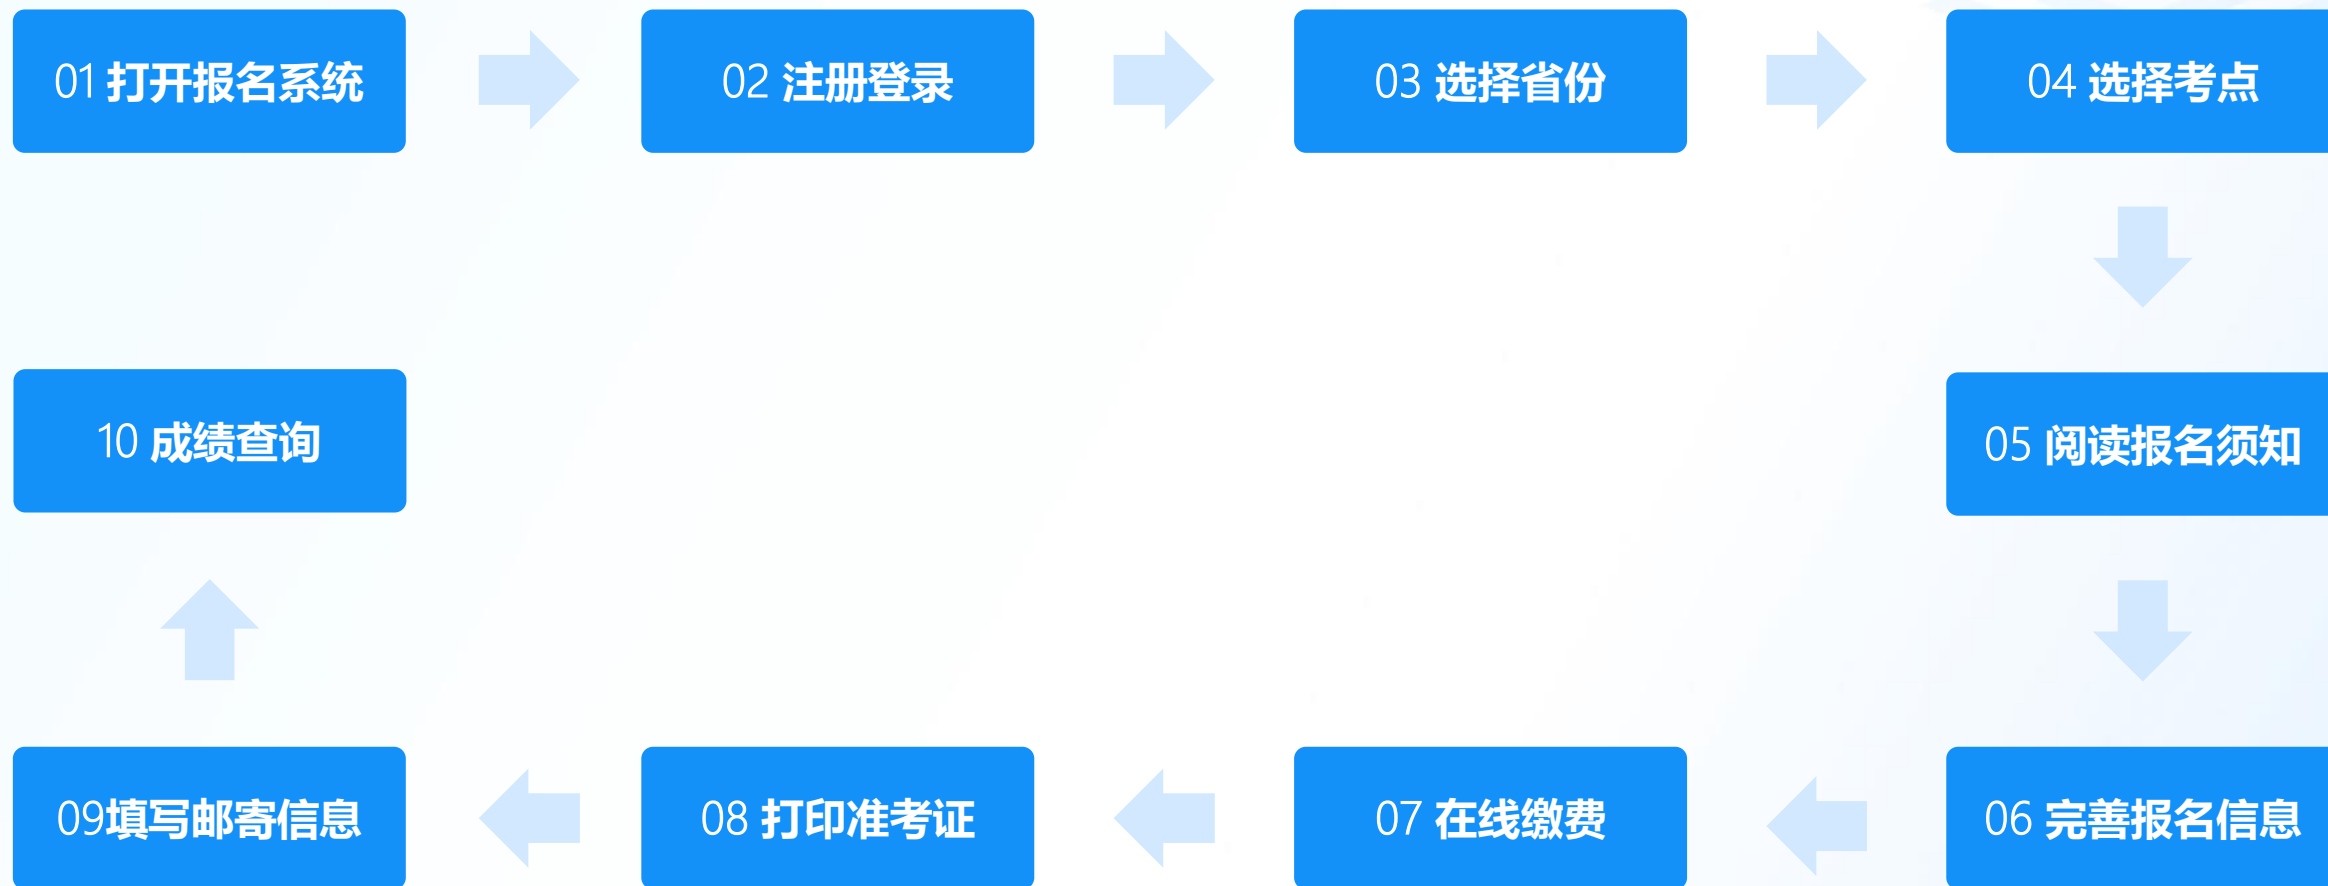 01 打开报名系统
02 注册登录
03 选择省份
04 选择考点
05 阅读报名须知
06 完善报名信息
07 在线缴费
08 打印准考证
09填写邮寄信息
10 成绩查询